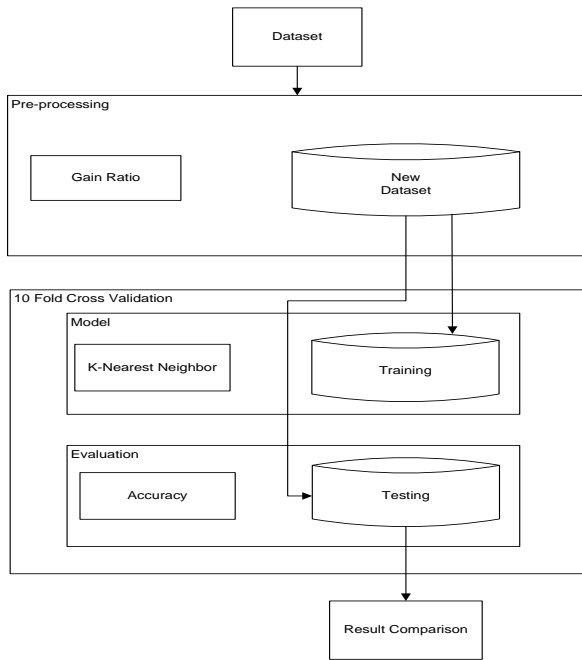 Dataset
Pre-processing
Gain Ratio
New
Dataset
10 Fold Cross Validation
Model
K-Nearest Neighbor
Training
Evaluation
Accuracy
Testing
Result Comparison